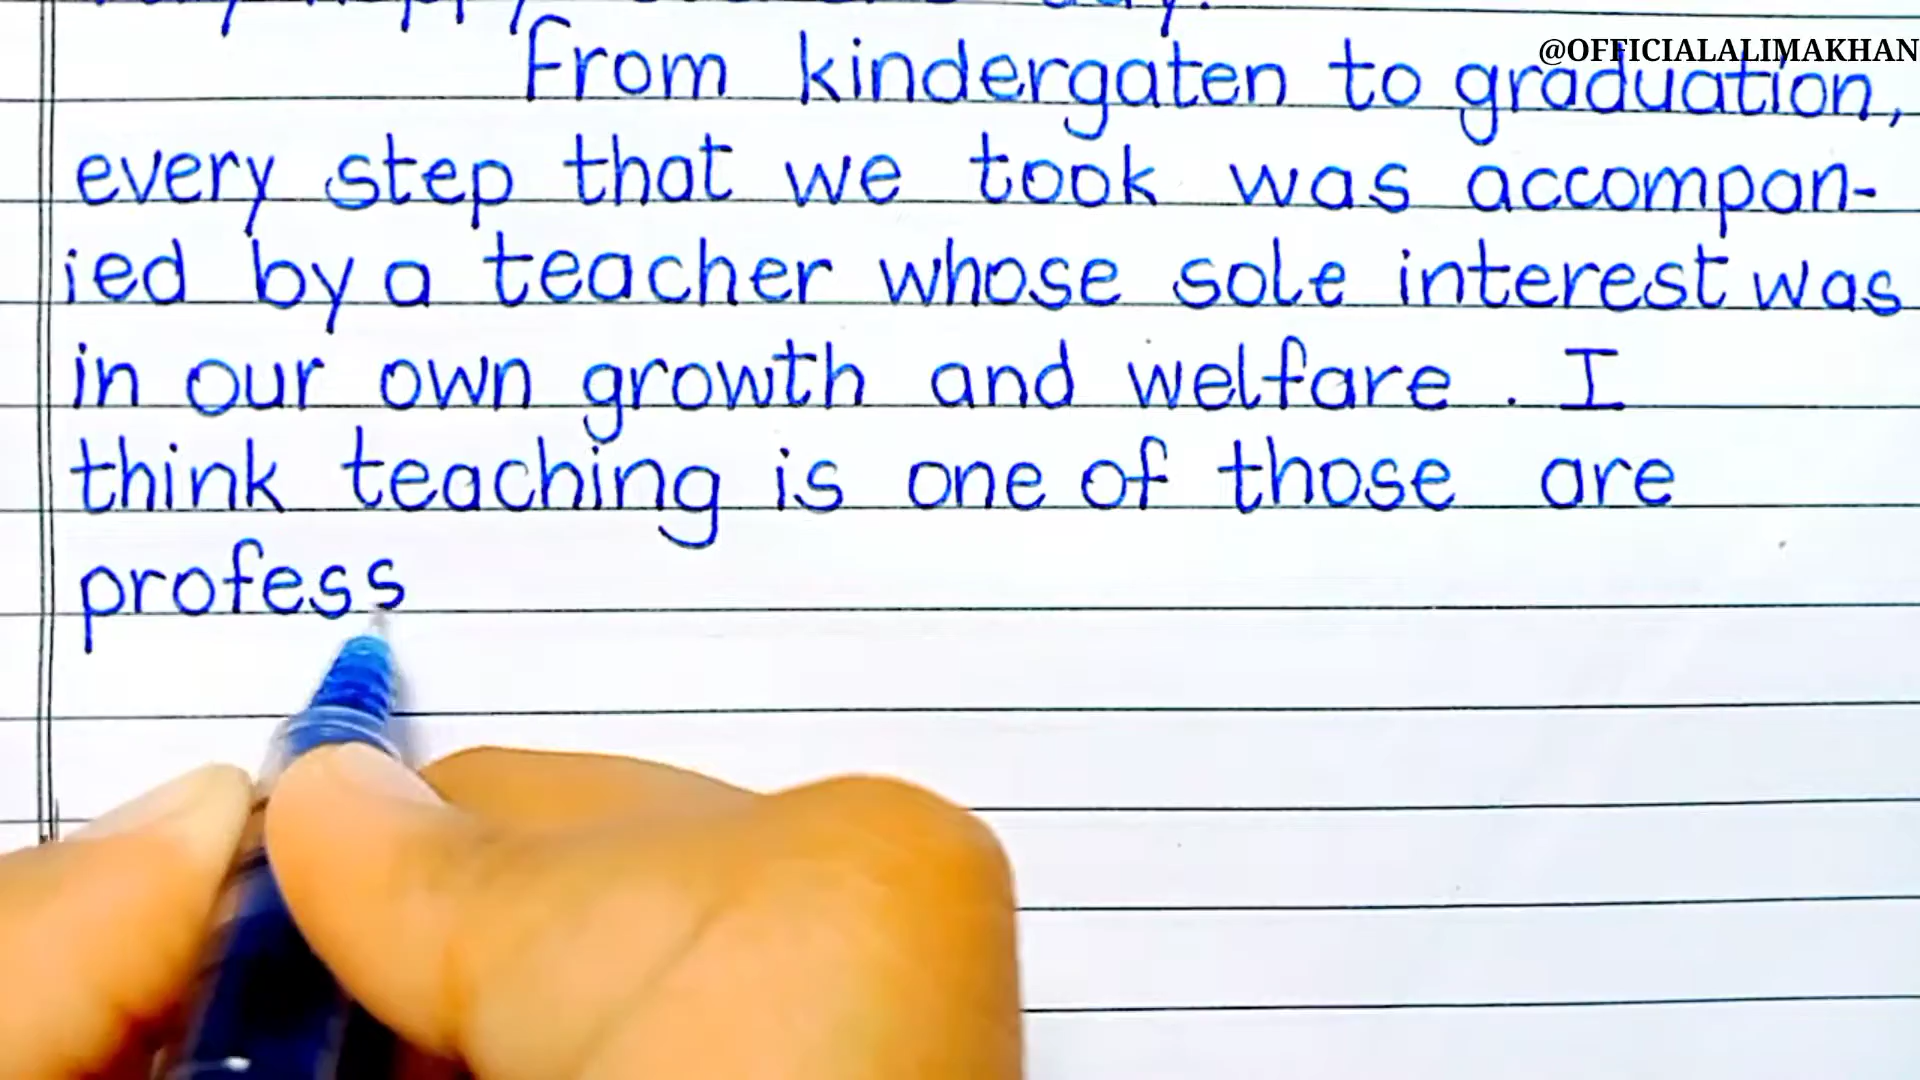 @OFFICIALALIMAKHAN
From kindergaten to graduation,
every step that we took was accompan-
ied by a teacher whose sole interest was
in our own growth and welfare. I
think teaching is one of those are
profess